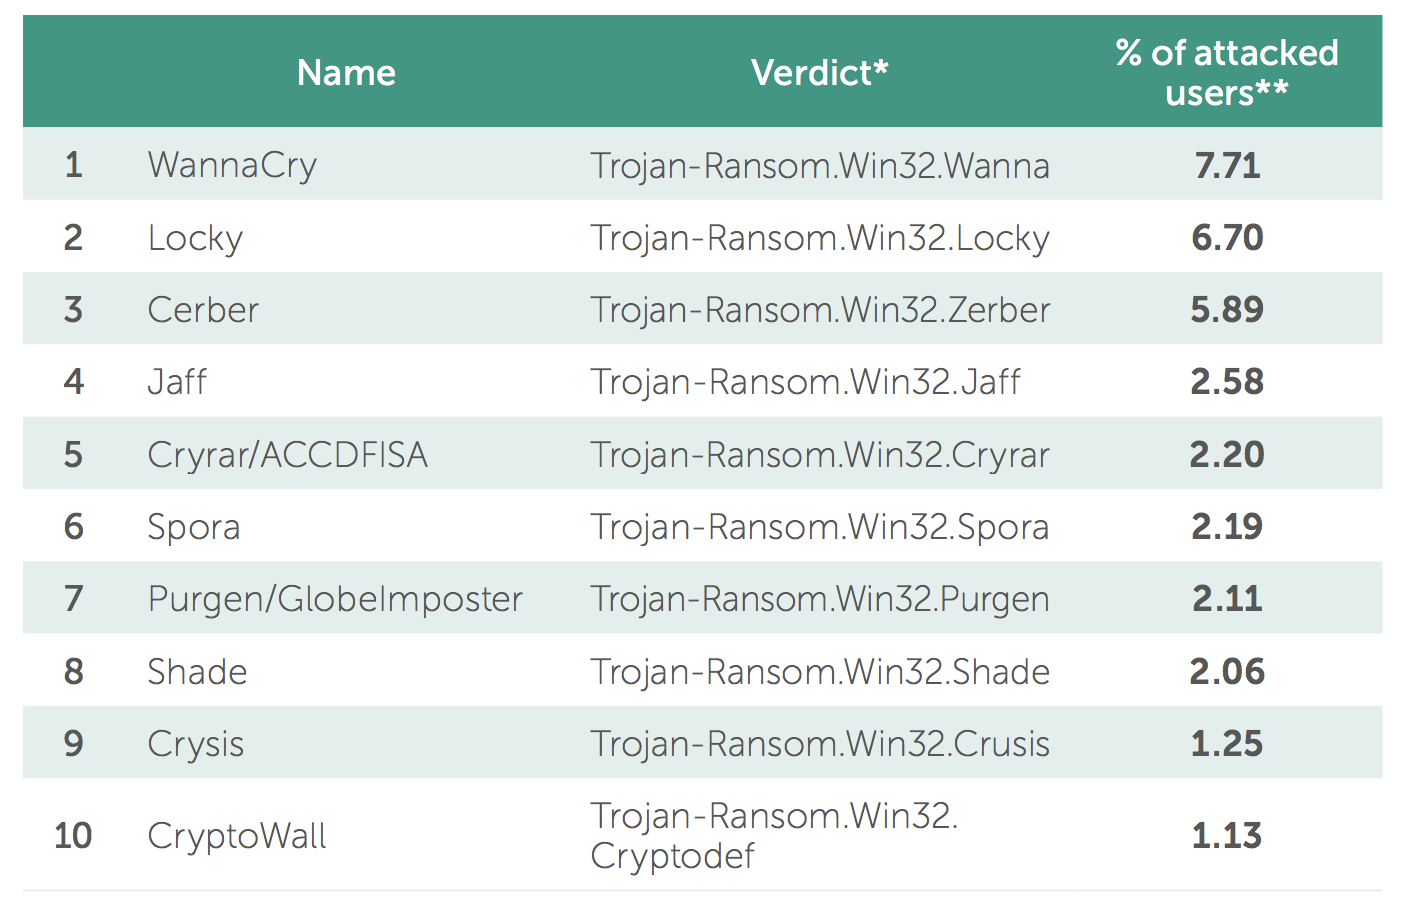 Name Verdict* % of attacked
users**
1 WannaCry Trojan-Ransom.Win32.Wanna 7.71
2 Locky Trojan-Ransom.Win32.Locky 6.70
3 Cerber Trojan-Ransom.Win32.Zerber 5.89
4 Jaff Trojan-Ransom.Win32.Jaff 2.58
5 Cryrar/ACCDFISA Trojan-Ransom.Win32.Cryrar 2.20
6 Spora Trojan-Ransom.Win32.Spora 2.19
7 Purgen/GlobeImposter Trojan-Ransom.Win32.Purgen 2.11
8 Shade Trojan-Ransom.Win32.Shade 2.06
9 Crysis Trojan-Ransom.Win32.Crusis 1.25
10 CryptoWall Trojan-Ransom.Win32.
Cryptodef 1.13